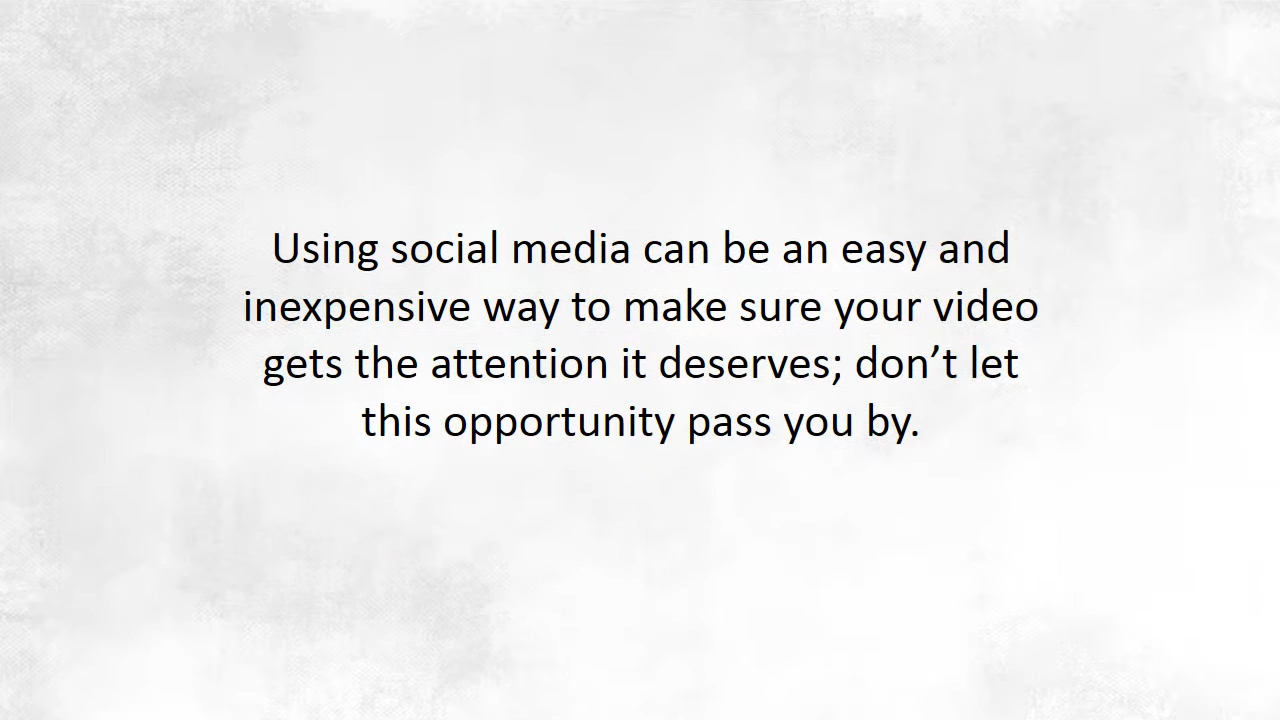 Using social media can be an easy and
inexpensive way to make sure your video
gets the attention it deserves; don’t let
this opportunity pass you by.